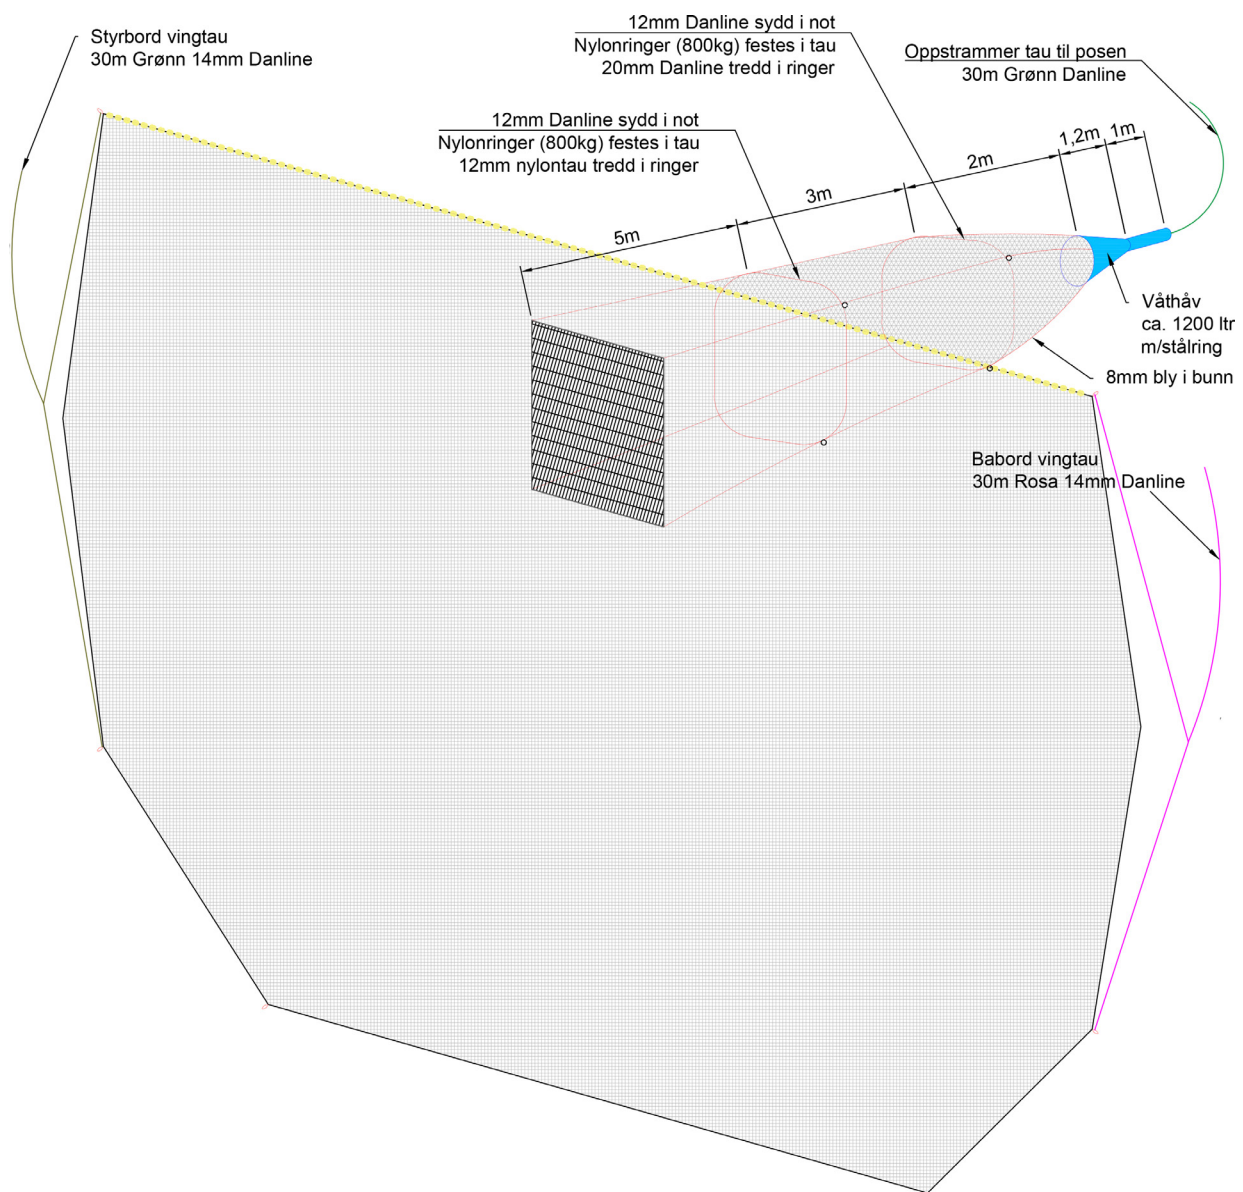 Styrbord vingtau
30m Grønn 14mm Danline
12mm Danline sydd i not
Nylonringer (800kg) festes i tau
20mm Danline tredd i ringer
Oppstrammer tau til posen
30m Grønn Danline
12mm Danline sydd i not
Nylonringer (800kg) festes i tau
12mm nylontau tredd i ringer
5m
3m
2m
1,2m
1m
Våthåv
ca. 1200 ltr
m/stålring
8mm bly i bunn
Babord vingtau
30m Rosa 14mm Danline